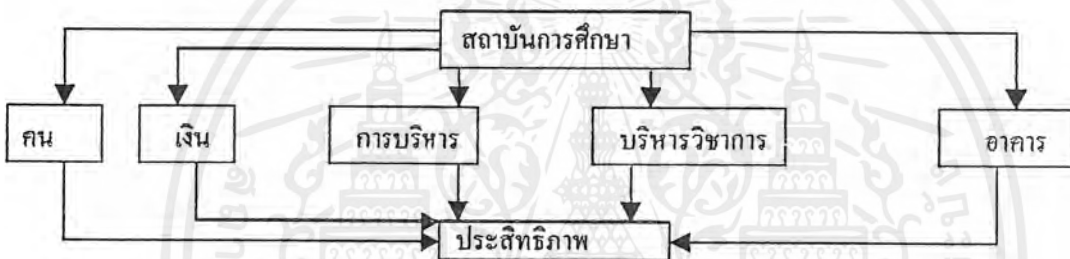 สถาบันการศึกษา
คน เงิน การบริหาร บริหารวิชาการ อาคาร
ประสิทธิภาพ